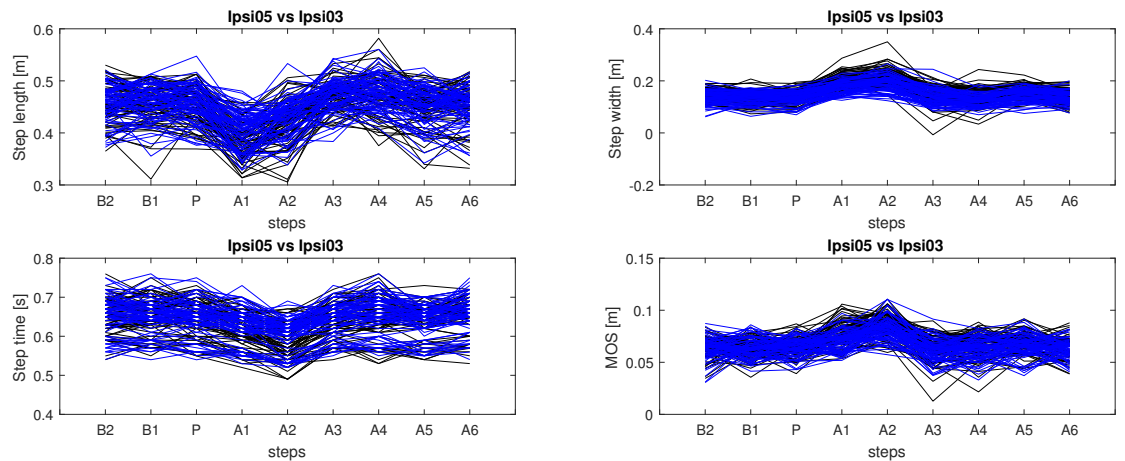 Ipsi05 vs Ipsi03
Step length [m]
0.6
0.5
0.4
0.3
B2 B1 P A1 A2 A3 A4 A5 A6
steps
Ipsi05 vs Ipsi03
Step width [m]
0.4
0.2
0
-0.2
B2 B1 P A1 A2 A3 A4 A5 A6
steps
Ipsi05 vs Ipsi03
Step time [s]
0.8
0.7
0.6
0.5
0.4
B2 B1 P A1 A2 A3 A4 A5 A6
steps
Ipsi05 vs Ipsi03
MOS [m]
0.15
0.1
0.05
0
B2 B1 P A1 A2 A3 A4 A5 A6
steps